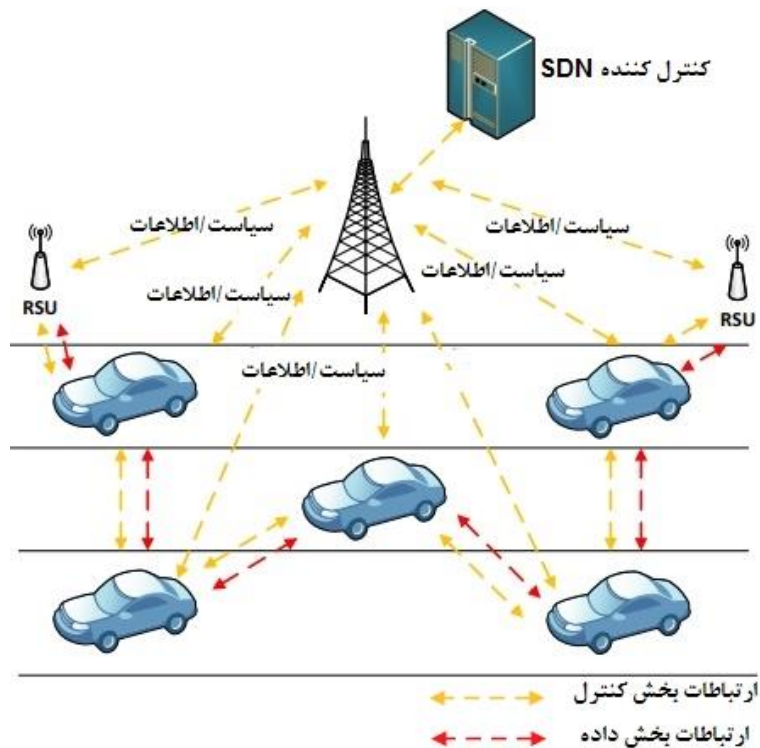 کنترل کننده SDN
سیاست/اطلاعات
سیاست/اطلاعات
سیاست/اطلاعات
سیاست/اطلاعات
RSU
RSU
سیاست/اطلاعات
ارتباطات بخش کنترل
ارتباطات بخش داده